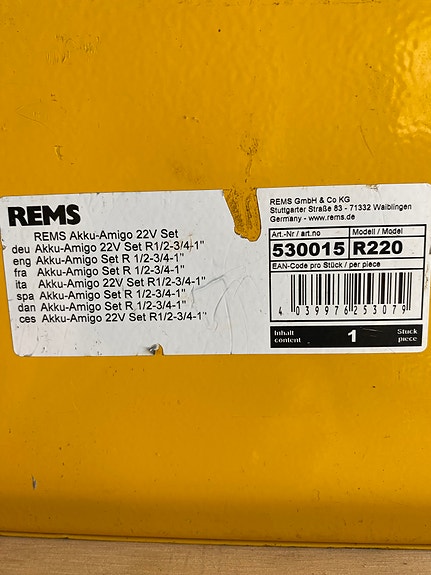 REMS
REMS Akku-Amigo 22V Set
deu Akku-Amigo 22V Set R1/2-3/4-1"
eng Akku-Amigo Set R 1/2-3/4-1"
fra Akku-Amigo Set R 1/2-3/4-1"
ita Akku-Amigo 22V Set R1/2-3/4-1"
spa Akku-Amigo Set R 1/2-3/4-1"
dan Akku-Amigo Set R 1/2-3/4-1"
ces Akku-Amigo 22V Set R1/2-3/4-1"
REMS GmbH & Co KG
Stuttgarter Straße 83 - 71332 Waiblingen
Germany - www.rems.de
Art.-Nr / art.no Modell / Model
530015 R220
EAN-Code pro Stück / per piece
4 039976 253079
Inhalt 1 Stuck
content piece